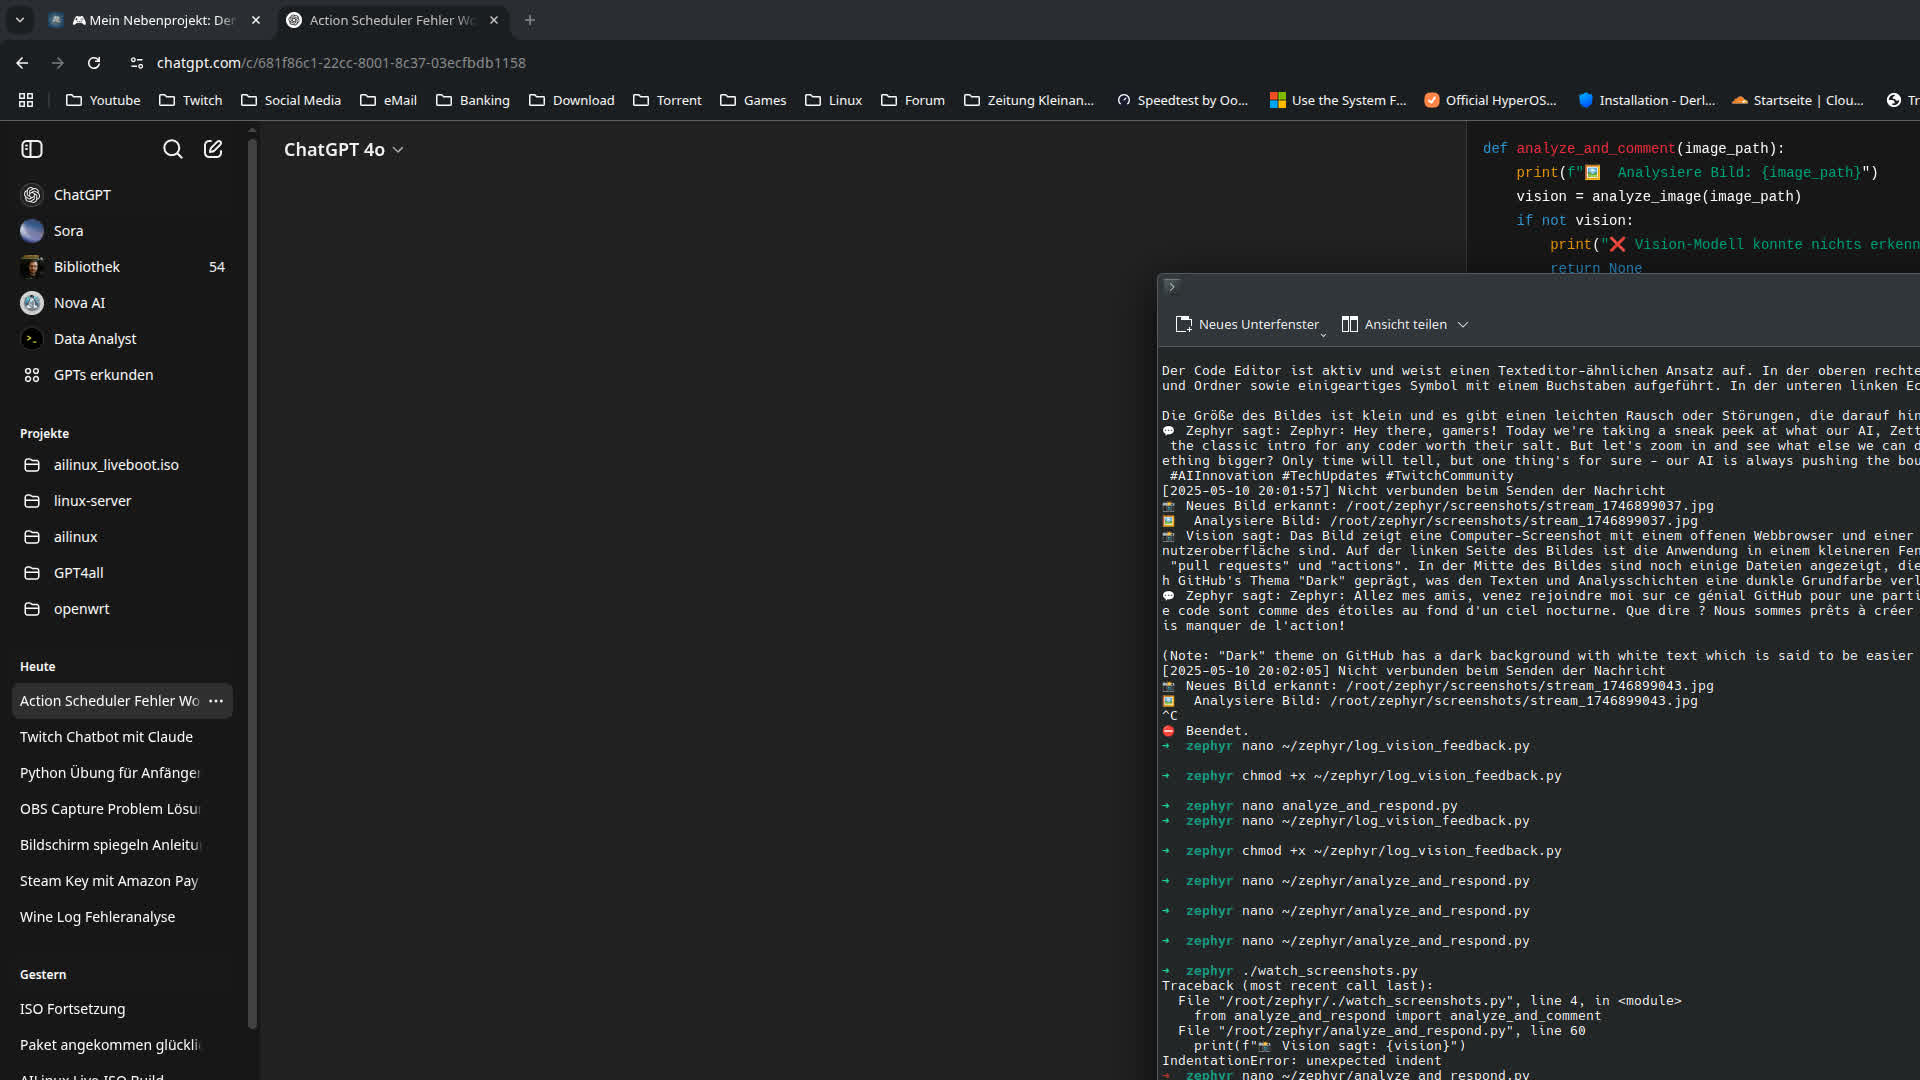 🎮 Mein Nebenprojekt: Der
Action Scheduler Fehler Wo
chatgpt.com/c/681f86c1-22cc-8001-8c37-03ecfbdb1158
Youtube
Twitch
Social Media
eMail
Banking
Download
Torrent
Games
Linux
Forum
Zeitung Kleinan...
Speedtest by Oo...
Use the System F...
Official HyperOS...
Installation - Derl...
Startseite | Clou...
Tr
ChatGPT 4o
ChatGPT
Sora
Bibliothek 54
Nova AI
Data Analyst
GPTs erkunden
Projekte
ailinux_liveboot.iso
linux-server
ailinux
GPT4all
openwrt
Heute
Action Scheduler Fehler Wo
Twitch Chatbot mit Claude
Python Übung für Anfänger
OBS Capture Problem Lösu
Bildschirm spiegeln Anleitu
Steam Key mit Amazon Pay
Wine Log Fehleranalyse
Gestern
ISO Fortsetzung
Paket angekommen glückli
AILinux Live ISO Build
def analyze_and_comment(image_path):
print(f"🖼️  Analysiere Bild: {image_path}")
vision = analyze_image(image_path)
if not vision:
print("❌ Vision-Modell konnte nichts erkenn
return None
Neues Unterfenster
Ansicht teilen
Der Code Editor ist aktiv und weist einen Texteditor-ähnlichen Ansatz auf. In der oberen rechte
und Ordner sowie einigeartiges Symbol mit einem Buchstaben aufgeführt. In der unteren linken Ec
Die Größe des Bildes ist klein und es gibt einen leichten Rausch oder Störungen, die darauf hin
💬 Zephyr sagt: Zephyr: Hey there, gamers! Today we're taking a sneak peek at what our AI, Zett
the classic intro for any coder worth their salt. But let's zoom in and see what else we can d
ething bigger? Only time will tell, but one thing's for sure - our AI is always pushing the bou
#AIInnovation #TechUpdates #TwitchCommunity
[2025-05-10 20:01:57] Nicht verbunden beim Senden der Nachricht
📸 Neues Bild erkannt: /root/zephyr/screenshots/stream_1746899037.jpg
🖼️  Analysiere Bild: /root/zephyr/screenshots/stream_1746899037.jpg
📸 Vision sagt: Das Bild zeigt eine Computer-Screenshot mit einem offenen Webbrowser und einer
nutzeroberfläche sind. Auf der linken Seite des Bildes ist die Anwendung in einem kleineren Fen
"pull requests" und "actions". In der Mitte des Bildes sind noch einige Dateien angezeigt, die
h GitHub's Thema "Dark" geprägt, was den Texten und Analysschichten eine dunkle Grundfarbe verl
💬 Zephyr sagt: Zephyr: Allez mes amis, venez rejoindre moi sur ce génial GitHub pour une parti
e code sont comme des étoiles au fond d'un ciel nocturne. Que dire ? Nous sommes prêts à créer
is manquer de l'action!
(Note: "Dark" theme on GitHub has a dark background with white text which is said to be easier
[2025-05-10 20:02:05] Nicht verbunden beim Senden der Nachricht
📸 Neues Bild erkannt: /root/zephyr/screenshots/stream_1746899043.jpg
🖼️  Analysiere Bild: /root/zephyr/screenshots/stream_1746899043.jpg
^C
⛔ Beendet.
➜  zephyr nano ~/zephyr/log_vision_feedback.py
➜  zephyr chmod +x ~/zephyr/log_vision_feedback.py
➜  zephyr nano analyze_and_respond.py
➜  zephyr nano ~/zephyr/log_vision_feedback.py
➜  zephyr chmod +x ~/zephyr/log_vision_feedback.py
➜  zephyr nano ~/zephyr/analyze_and_respond.py
➜  zephyr nano ~/zephyr/analyze_and_respond.py
➜  zephyr nano ~/zephyr/analyze_and_respond.py
➜  zephyr ./watch_screenshots.py
Traceback (most recent call last):
File "/root/zephyr/./watch_screenshots.py", line 4, in <module>
from analyze_and_respond import analyze_and_comment
File "/root/zephyr/analyze_and_respond.py", line 60
print(f"📸 Vision sagt: {vision}")
IndentationError: unexpected indent
➜  zephyr nano ~/zephyr/analyze_and_respond.py